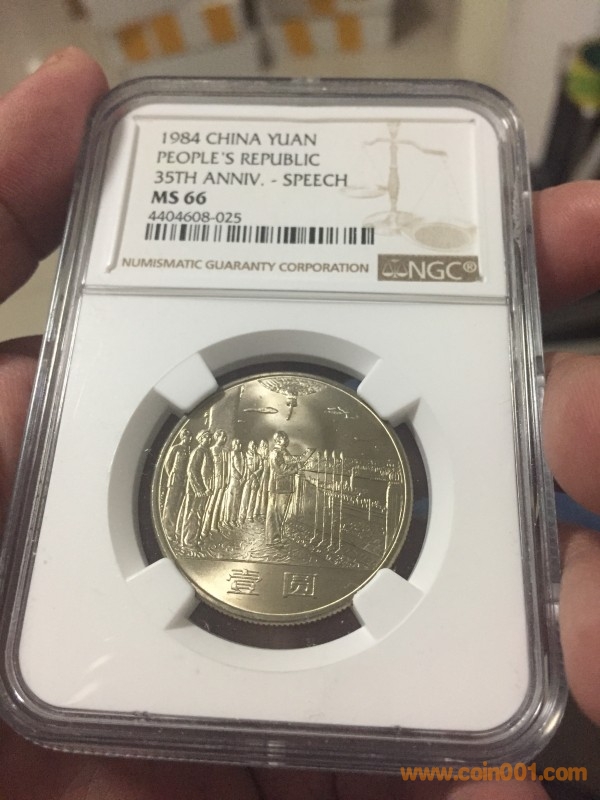 1984 CHINA YUAN
PEOPLE'S REPUBLIC
35TH ANNIV. - SPEECH
MS 66
4404608-025
NUMISMATIC GUARANTY CORPORATION NGC®
壹圆
www.coin001.com